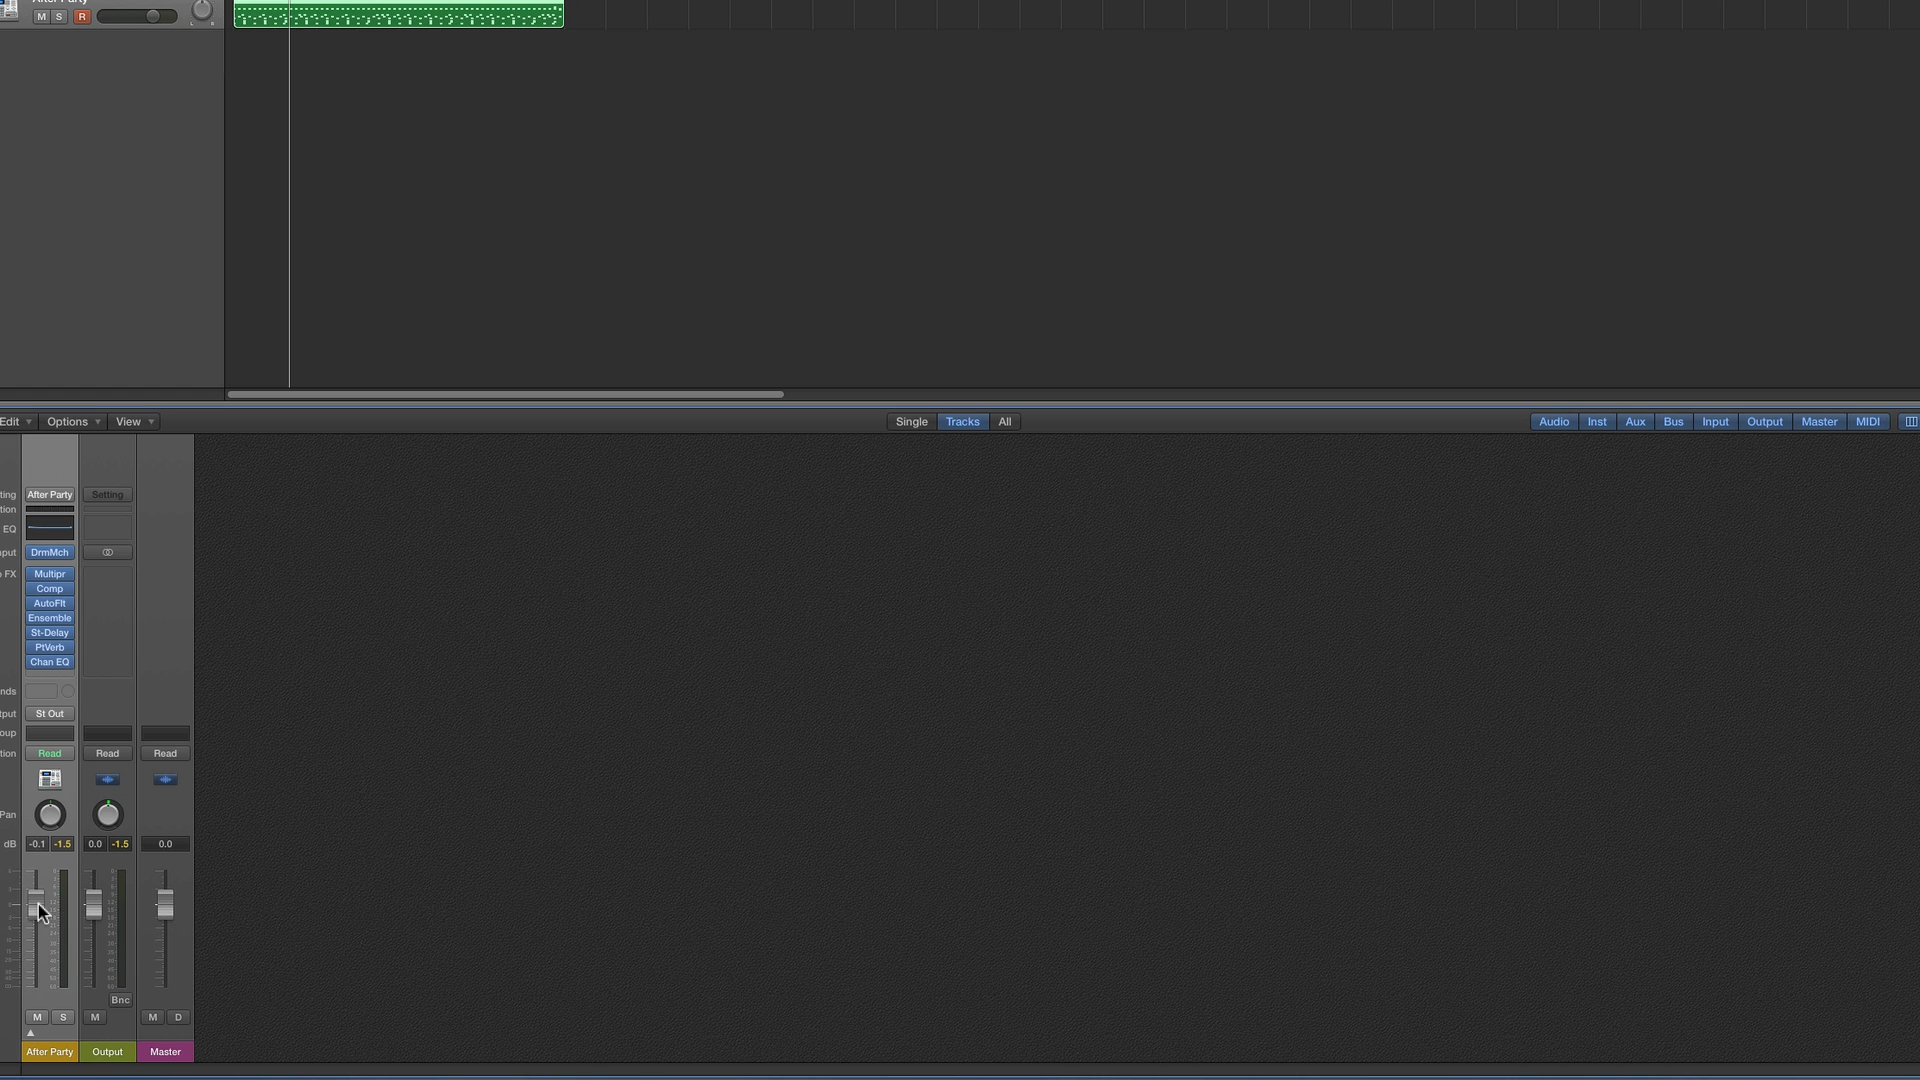 After Party
M S R
L R
Edit Options View Single Tracks All Audio Inst Aux Bus Input Output Master MIDI
ting After Party Setting
tion
EQ
put DrmMch
FX Multipr
Comp
AutoFlt
Ensemble
St-Delay
PtVerb
Chan EQ
nds
tput St Out
oup
tion Read Read Read
Pan
dB -0.1 -1.5 0.0 -1.5 0.0
Bnc
M S M M D
After Party Output Master